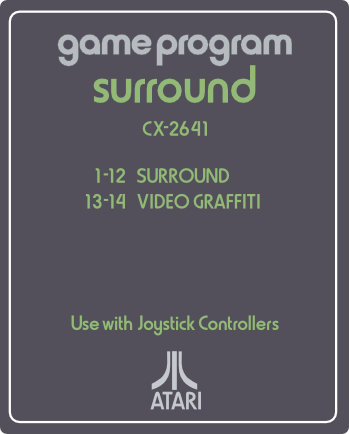 game program
surround
CX-2641
1-12 SURROUND
13-14 VIDEO GRAFFITI
Use with Joystick Controllers
ATARI